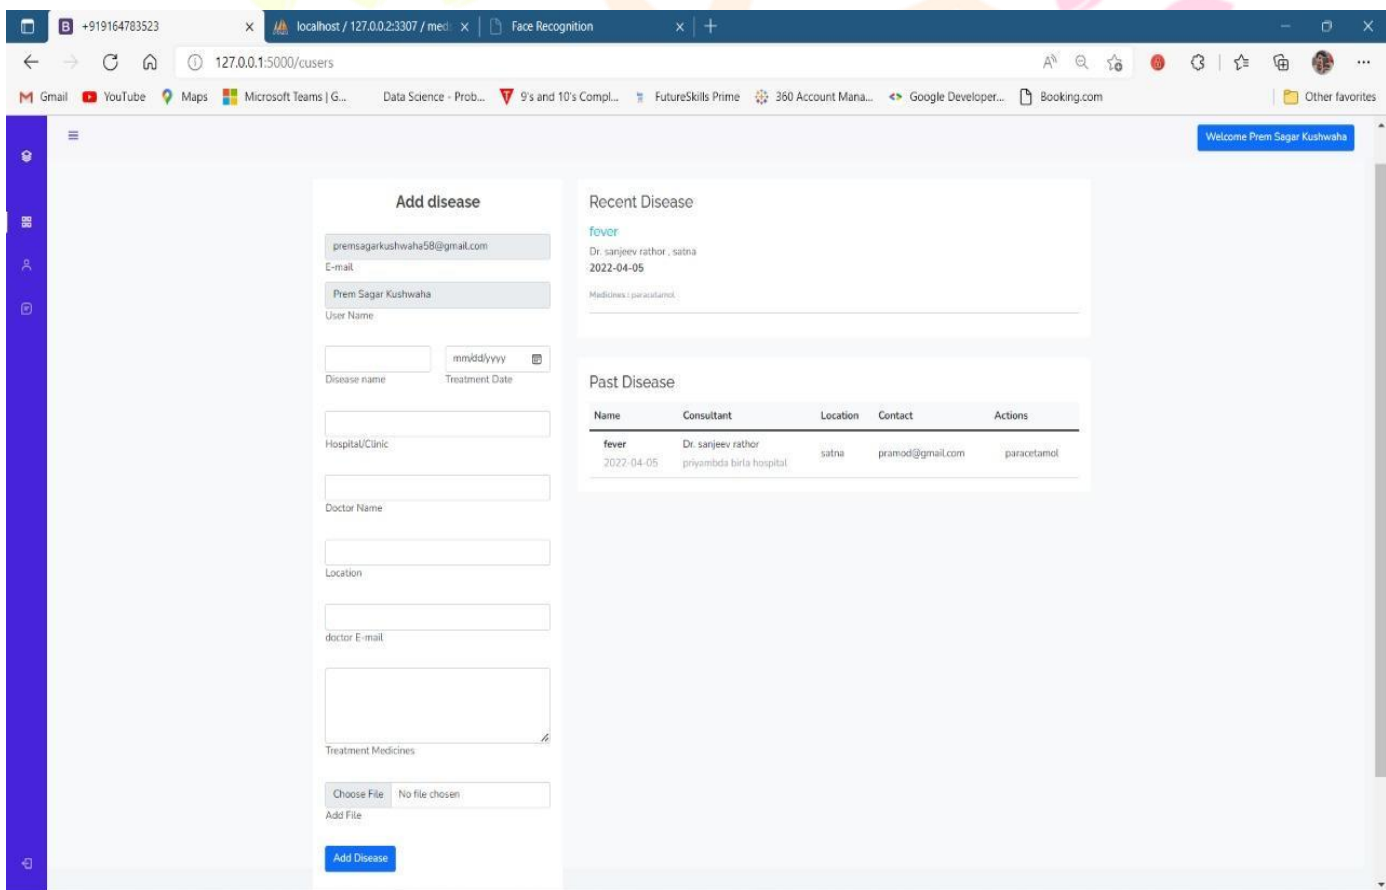 +919164783523 localhost / 127.0.0.2:3307 / med Face Recognition
127.0.0.1:5000/cusers
Gmail YouTube Maps Microsoft Teams | G... Data Science - Prob... 9's and 10's Compl... FutureSkills Prime 360 Account Mana... Google Developer... Booking.com Other favorites
Welcome Prem Sagar Kushwaha
Add disease
premsagarkushwaha58@gmail.com
E-mail
Prem Sagar Kushwaha
User Name
mm/dd/yyyy
Disease name Treatment Date
Hospital/Clinic
Doctor Name
Location
doctor E-mail
Treatment Medicines
Choose File No file chosen
Add File
Add Disease
Recent Disease
fever
Dr. sanjeev rathor , satna
2022-04-05
Medicines : paracetamol
Past Disease
Name Consultant Location Contact Actions
fever Dr. sanjeev rathor satna pramod@gmail.com paracetamol
2022-04-05 priyambda birla hospital